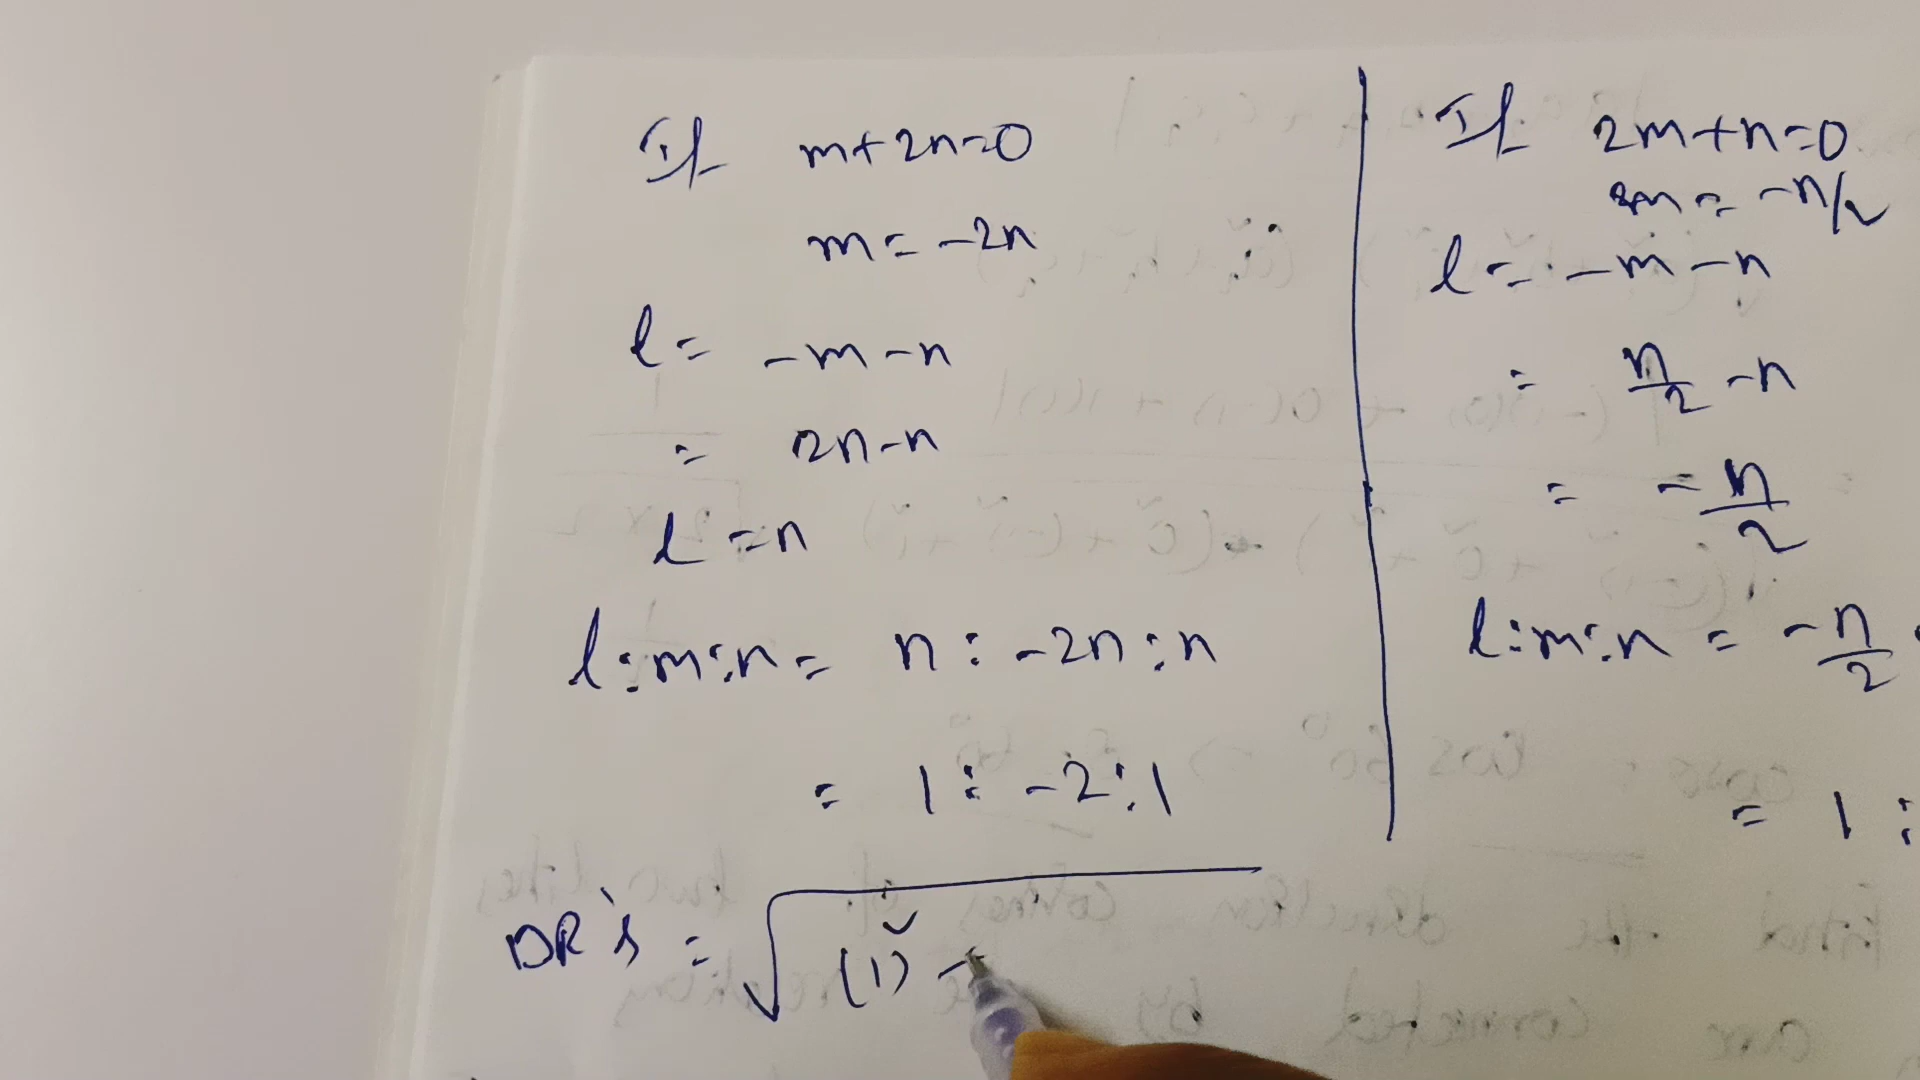 If m+2n=0
m = -2n
l = -m-n
= 2n-n
l = n
l:m:n = n : -2n : n
= 1 : -2 : 1
DR's = √(1)²
If 2m+n=0
m = -n/2
l = -m-n
= n/2 -n
= -n/2
l:m:n = -n/2
= 1 :